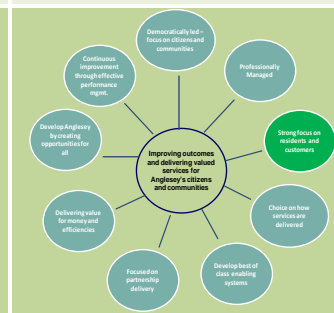 Democratically led –
focus on citizens and
communities
Professionally
Managed
Strong focus on
residents and
customers
Choice on how
services are
delivered
Develop best of
class enabling
systems
Focused on
partnership
delivery
Delivering value
for money and
efficiencies
Develop Anglesey
by creating
opportunities for
all
Continuous
improvement
through effective
performance
mgmt.
Improving outcomes
and delivering valued
services for
Anglesey's citizens
and communities